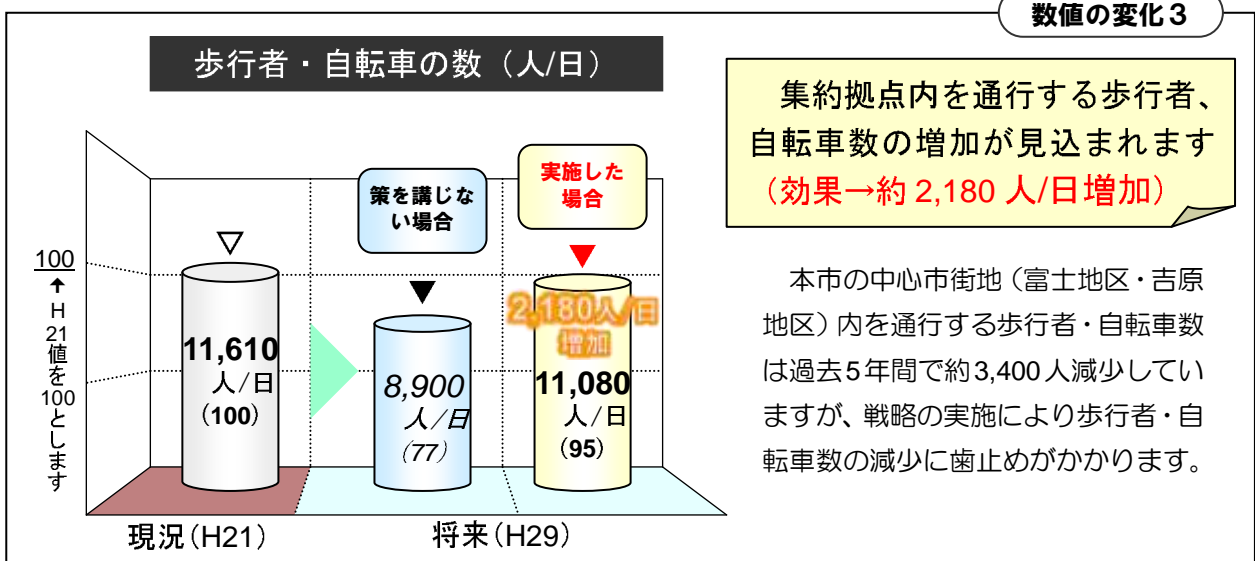 数値の変化3
歩行者・自転車の数（人/日）
集約拠点内を通行する歩行者、
自転車数の増加が見込まれます
（効果→約 2,180 人/日増加）
策を講じな
い場合
実施した
場合
100
↑H21値を100とします
11,610
人/日
(100)
8,900
人/日
(77)
2,180人/日
増加
11,080
人/日
(95)
現況(H21)
将来(H29)
本市の中心市街地（富士地区・吉原
地区）内を通行する歩行者・自転車数
は過去5年間で約3,400人減少してい
ますが、戦略の実施により歩行者・自
転車数の減少に歯止めがかかります。